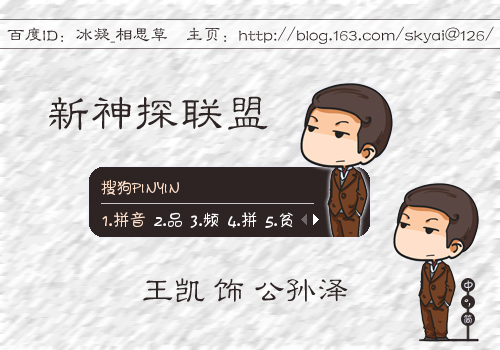 百度ID：冰凝_相思草　主页：http://blog.163.com/skyai@126/
新神探联盟
搜狗PINYIN
1.拼音 2.品 3.频 4.拼 5.贫
王凯 饰 公孙泽
中
°,
简